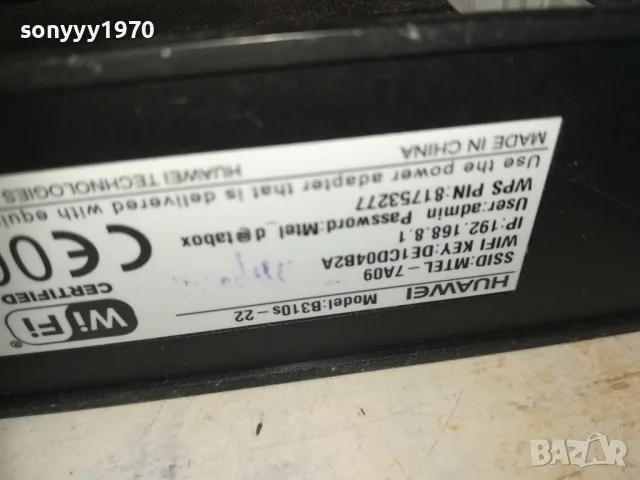 sonyyy1970
HUAWEI
Model:B310s-22
SSID:MTEL-7A09
WIFI KEY:DE1CD04B2A
IP:192.168.8.1
User:admin Password:Mtel_d@tabox
WPS PIN:81753277
Use the power adapter that is delivered with equi
MADE IN CHINA
HUAWEI TECHNOLOGIES
CE
WiFi ®
CERTIFIED
BAZAR